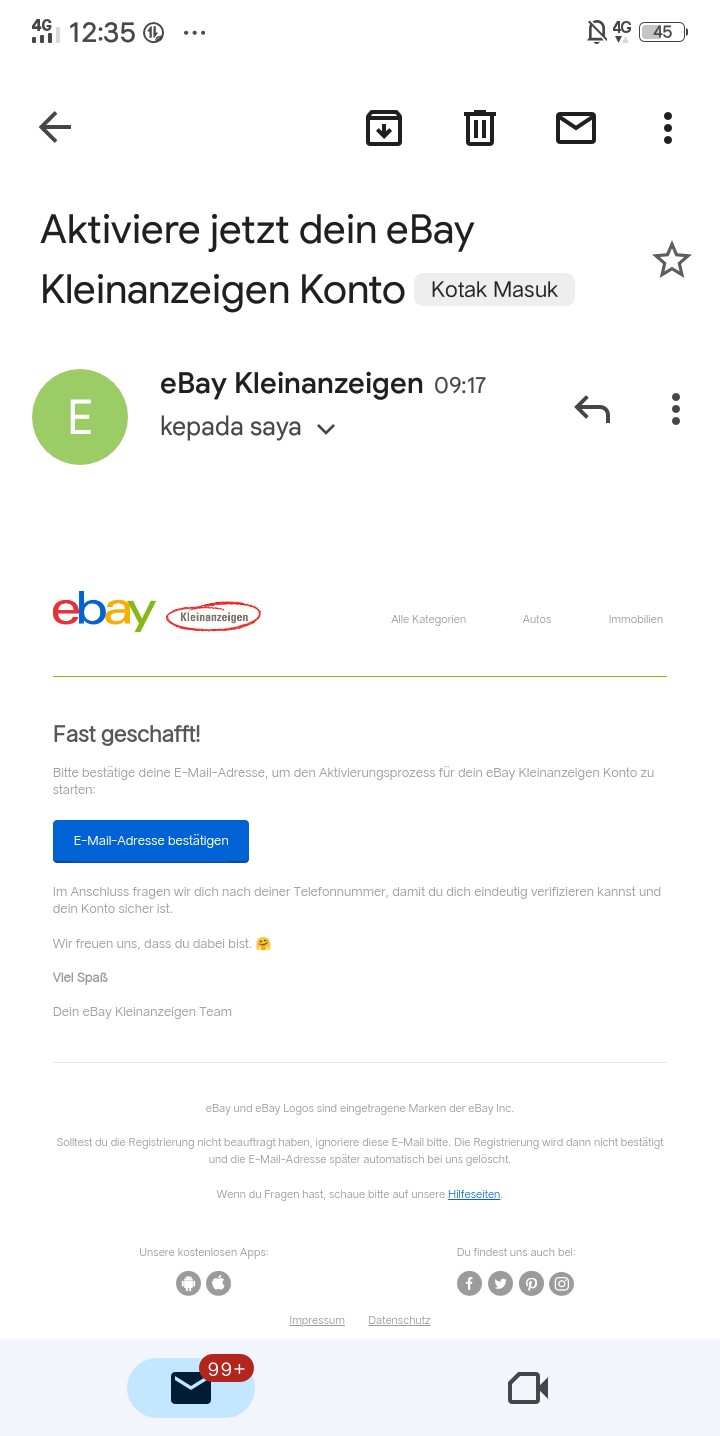 4G 12:35 4G 45
Aktiviere jetzt dein eBay
Kleinanzeigen Konto Kotak Masuk
E
eBay Kleinanzeigen 09:17
kepada saya
ebay Kleinanzeigen Alle Kategorien Autos Immobilien
Fast geschafft!
Bitte bestätige deine E-Mail-Adresse, um den Aktivierungsprozess für dein eBay Kleinanzeigen Konto zu
starten:
E-Mail-Adresse bestätigen
Im Anschluss fragen wir dich nach deiner Telefonnummer, damit du dich eindeutig verifizieren kannst und
dein Konto sicher ist.
Wir freuen uns, dass du dabei bist. 🤗
Viel Spaß
Dein eBay Kleinanzeigen Team
eBay und eBay Logos sind eingetragene Marken der eBay Inc.
Solltest du die Registrierung nicht beauftragt haben, ignoriere diese E-Mail bitte. Die Registrierung wird dann nicht bestätigt
und die E-Mail-Adresse später automatisch bei uns gelöscht.
Wenn du Fragen hast, schaue bitte auf unsere Hilfeseiten.
Unsere kostenlosen Apps: Du findest uns auch bei:
Impressum Datenschutz
99+